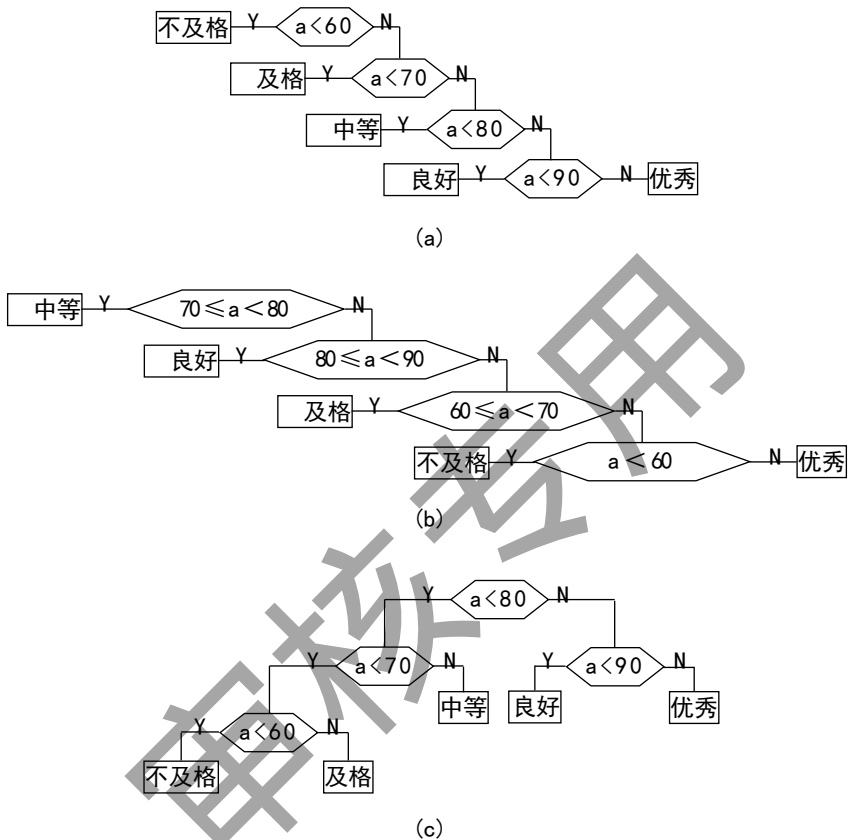 不及格 Y a<60 N
及格 Y a<70 N
中等 Y a<80 N
良好 Y a<90 N 优秀
(a)
中等 Y 70≤a<80 N
良好 Y 80≤a<90 N
及格 Y 60≤a<70 N
不及格 Y a<60 N 优秀
(b)
Y a<80 N
Y a<70 N Y a<90 N
中等 良好 优秀
Y a<60 N
不及格 及格
(c)
审核专用